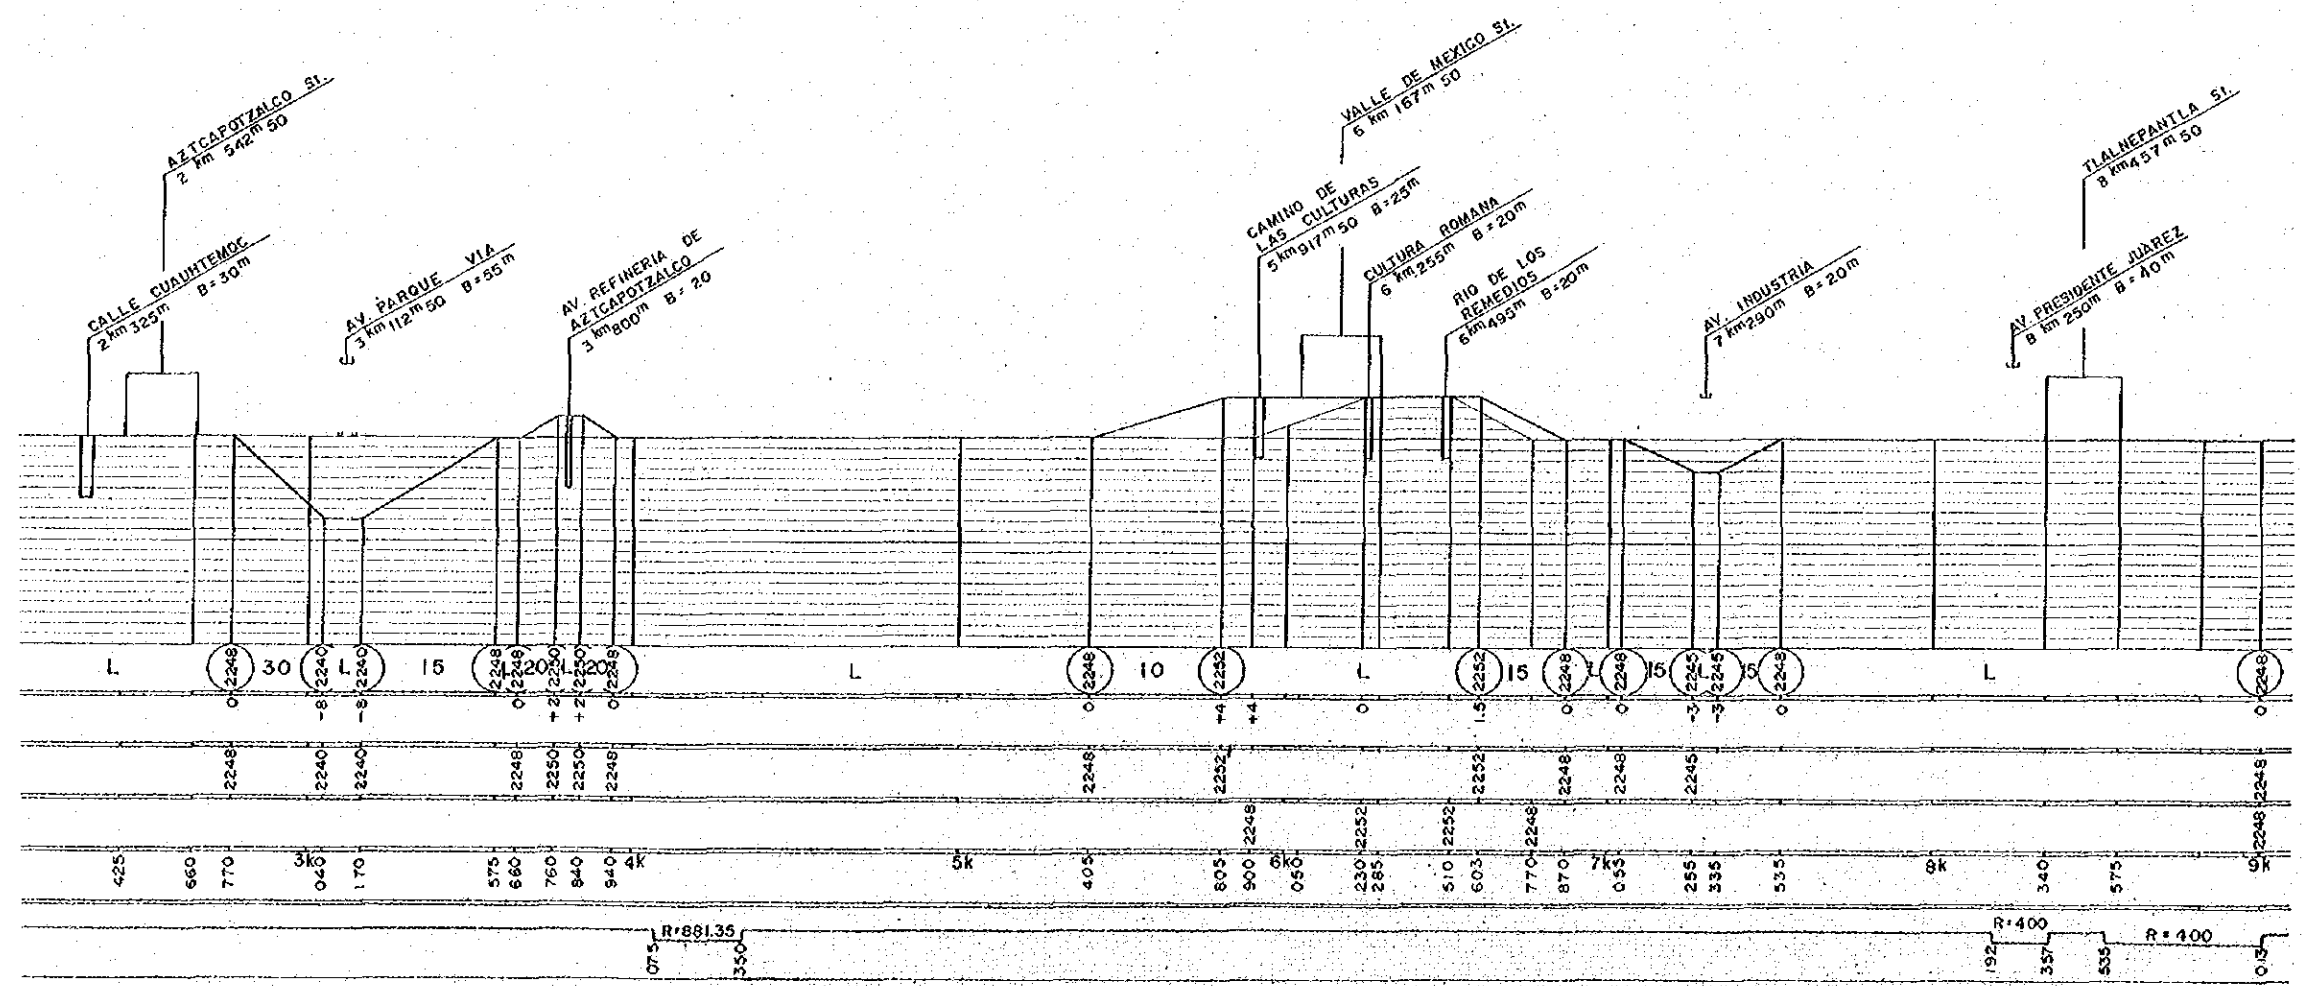 AZTCAPOTZALCO St.
2 km 542m 50
CALLE CUAUHTEMOC
2 km 325m B=30m
AV. PARQUE VIA
3 km 112m 50 B=55m
AV. REFINERIA DE
AZTCAPOTZALCO
3 km 800m B=20
VALLE DE MEXICO St.
6 km 167m 50
CAMINO DE
LAS CULTURAS
5 km 917m 50 B=25m
CULTURA ROMANA
6 km 255m B=20m
RIO DE LOS
REMEDIOS
6 km 495m B=20m
AV. INDUSTRIA
7 km 290m B=20m
TLALNEPANTLA St.
8 km 457m 50
AV. PRESIDENTE JUAREZ
8 km 250m B=40m
L 2248 30 2240 L 2240 15 2248 L 2248 20 2250 L 2250 20 2248 L 2248 10 2252 L 2252 15 2248 L 2248 15 2245 L 2245 15 2248 L 2248
0 -8 -8 0 +2 +2 0 0 +4 +4 0 1.5 0 0 -3 -3 0 0
2248 2240 2240 2248 2250 2250 2248 2248 2252 2252 2248 2248 2245 2248
2248 2252 2252 2248 2248
425 660 770 3k 040 170 575 660 760 840 940 4k 5k 405 805 900 6k 050 230 285 510 603 770 870 7k 055 255 335 535 8k 340 575 9k
R=881.35 R=400 R=400
075 350 192 357 535 013